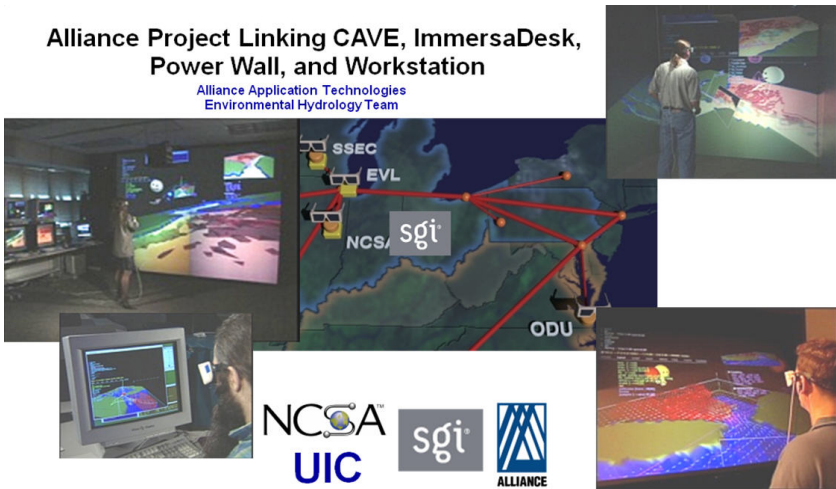 Alliance Project Linking CAVE, ImmersaDesk,
Power Wall, and Workstation
Alliance Application Technologies
Environmental Hydrology Team
SSEC
EVL
NCSA
sgi
ODU
NCSA™
UIC
sgi
ALLIANCE